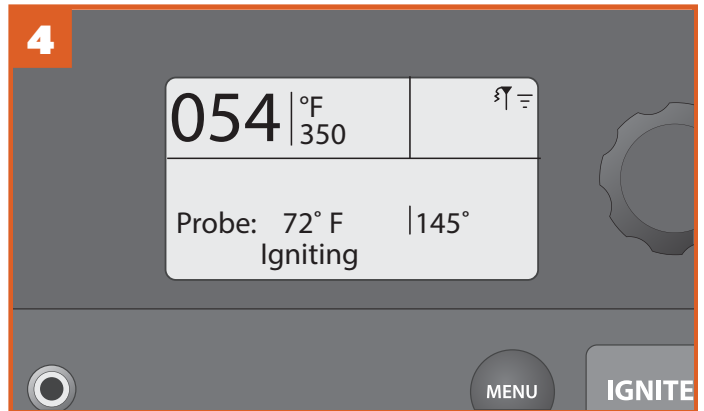 4
054 °F
350
Probe: 72° F 145°
Igniting
MENU IGNITE